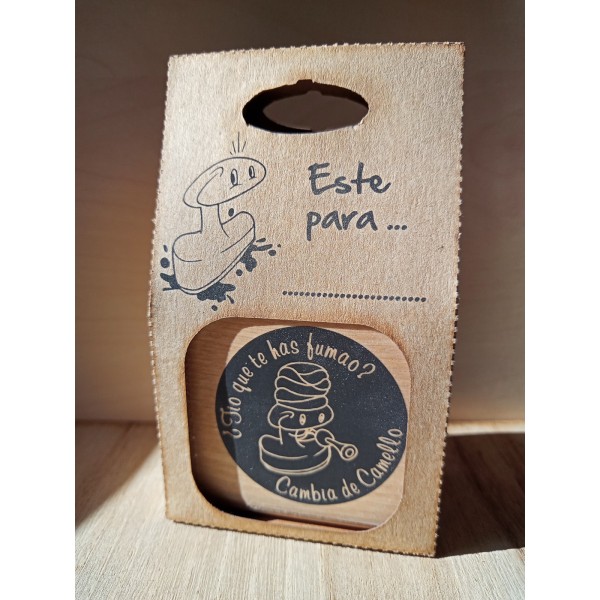 Este
para...
¿Tio que te has fumao?
Cambia de Camello